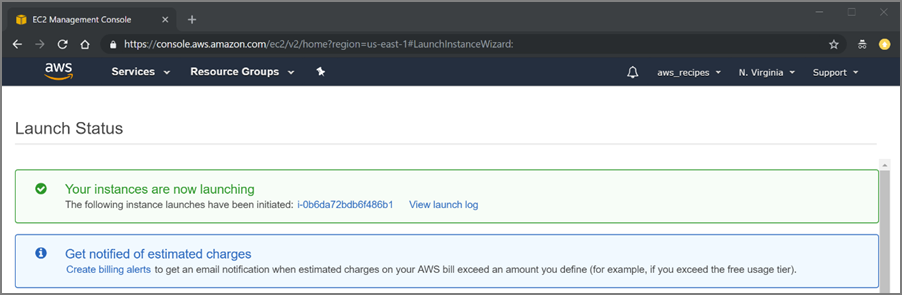 EC2 Management Console
https://console.aws.amazon.com/ec2/v2/home?region=us-east-1#LaunchInstanceWizard:
aws Services Resource Groups aws_recipes N. Virginia Support
Launch Status
Your instances are now launching
The following instance launches have been initiated: i-0b6da72bdb6f486b1 View launch log
Get notified of estimated charges
Create billing alerts to get an email notification when estimated charges on your AWS bill exceed an amount you define (for example, if you exceed the free usage tier).